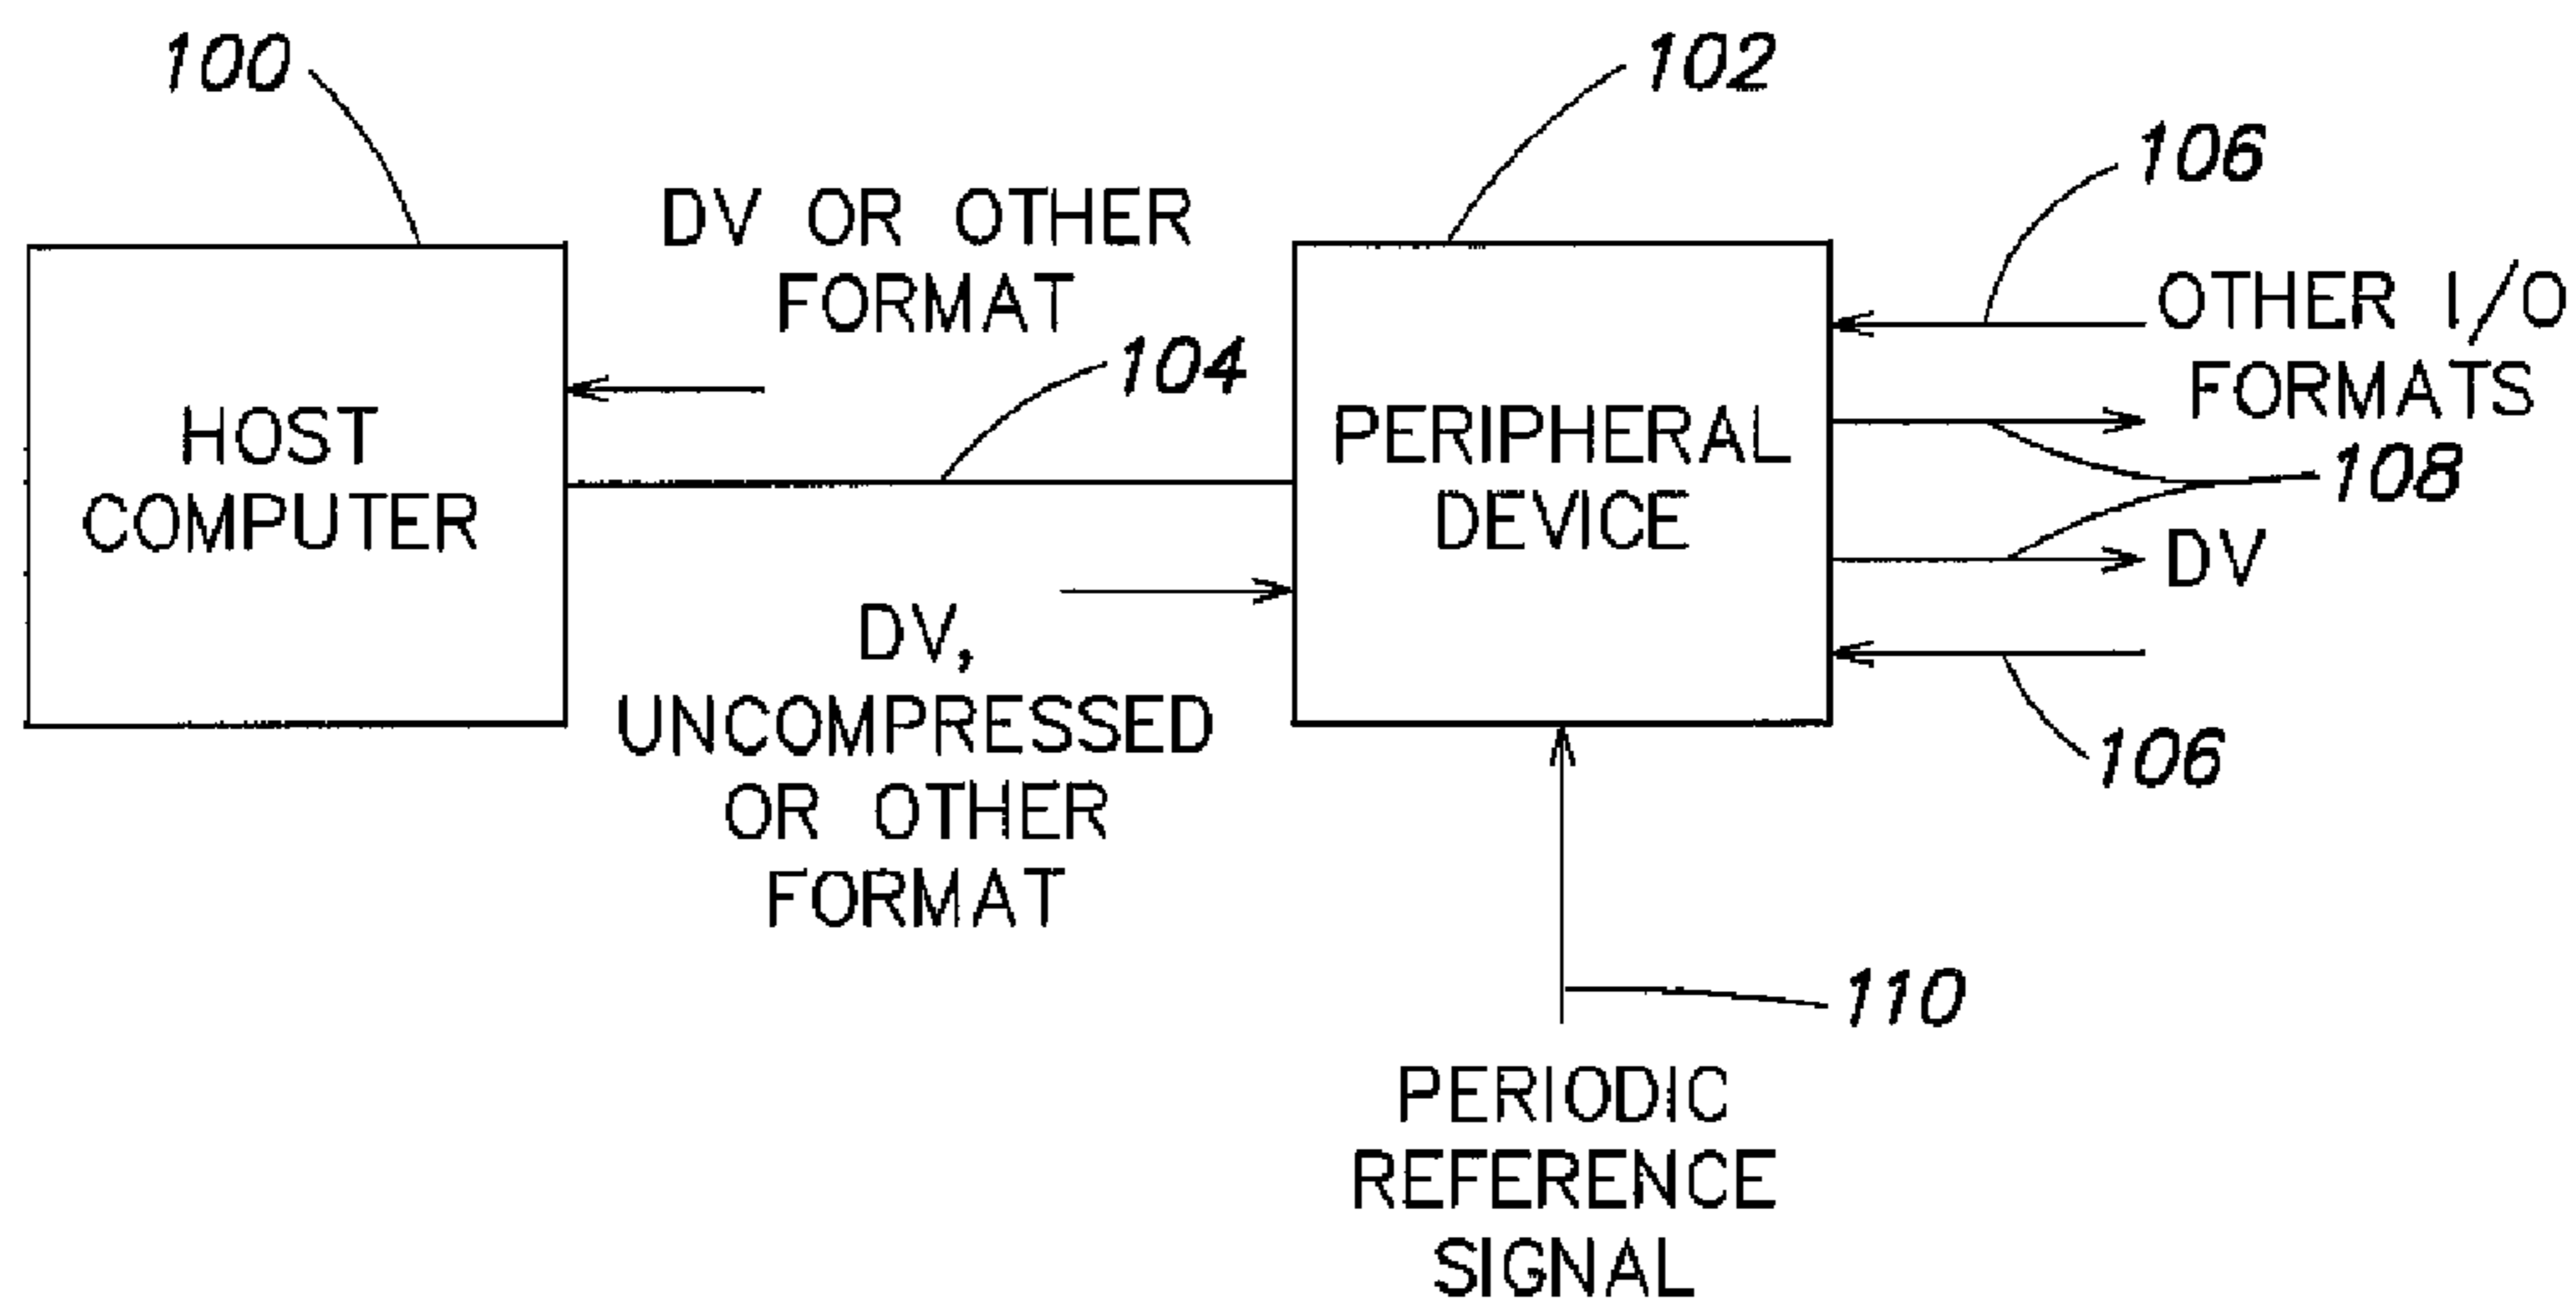 100
102
106
DV OR OTHER
FORMAT
104
OTHER I/O
FORMATS
HOST
COMPUTER
PERIPHERAL
DEVICE
108
DV
DV,
UNCOMPRESSED
OR OTHER
FORMAT
106
110
PERIODIC
REFERENCE
SIGNAL